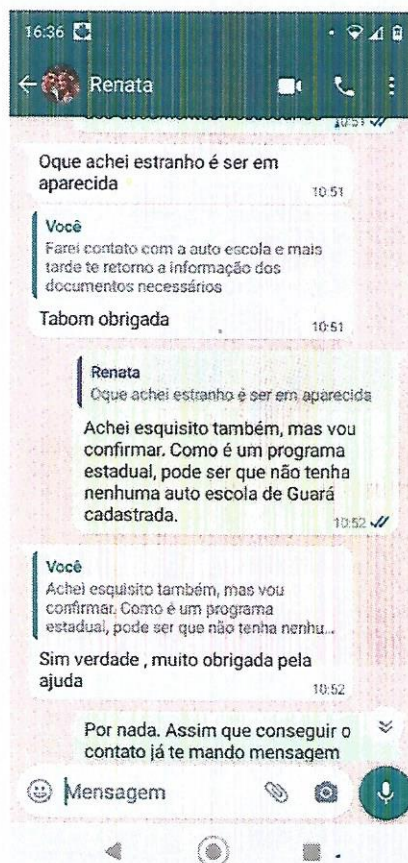 16:36
Renata
10:51
Oque achei estranho é ser em
aparecida
10:51
Você
Farei contato com a auto escola e mais
tarde te retorno a informação dos
documentos necessários
Tabom obrigada
10:51
Renata
Oque achei estranho é ser em aparecida
Achei esquisito também, mas vou
confirmar. Como é um programa
estadual, pode ser que não tenha
nenhuma auto escola de Guará
cadastrada.
10:52
Você
Achei esquisito também, mas vou
confirmar. Como é um programa
estadual, pode ser que não tenha nenhu...
Sim verdade , muito obrigada pela
ajuda
10:52
Por nada. Assim que conseguir o
contato já te mando mensagem
Mensagem